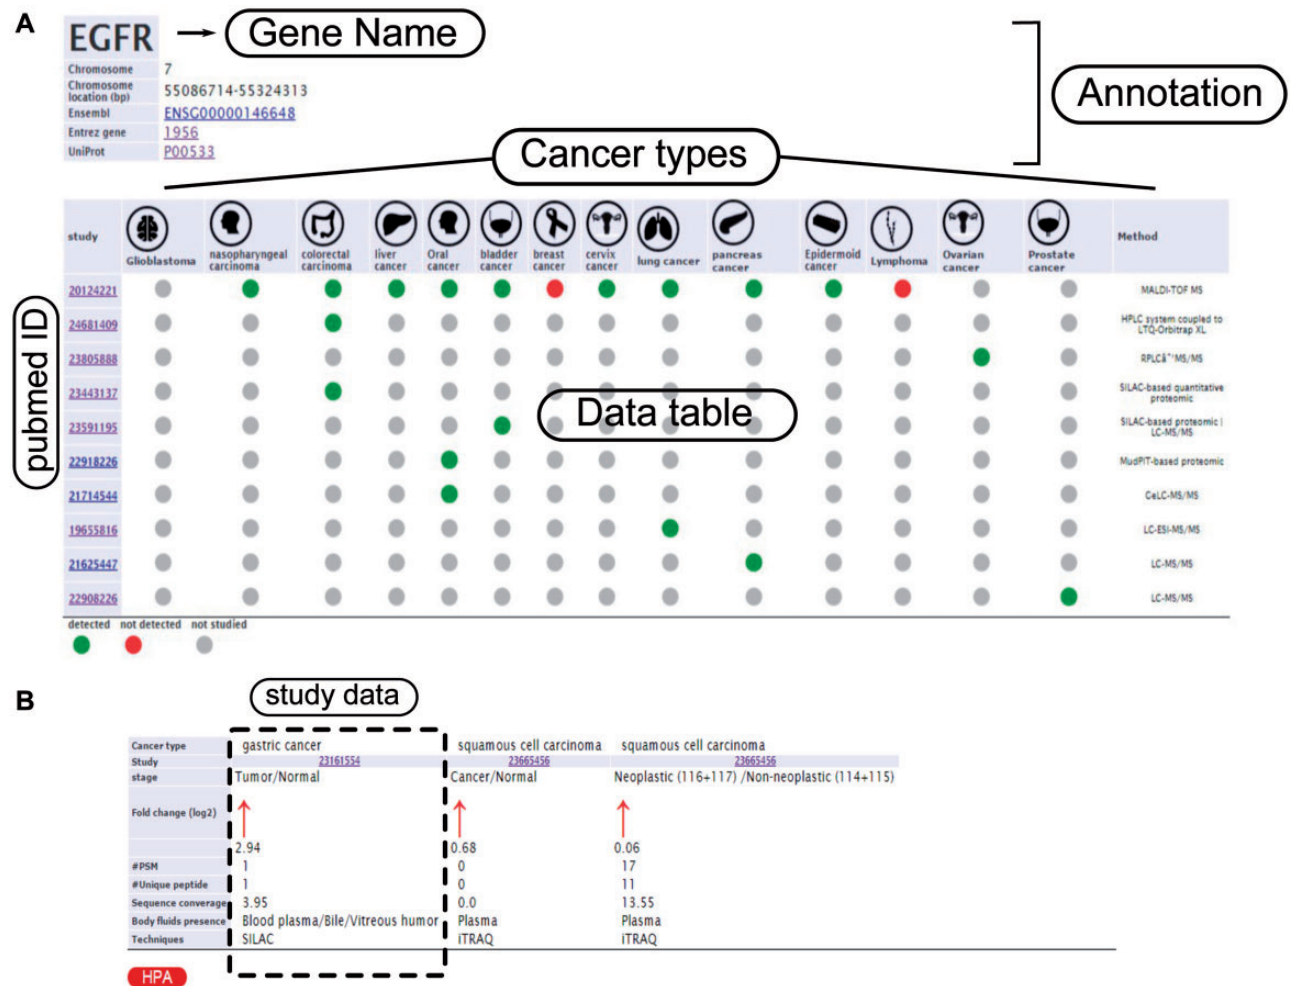 A
EGFR → Gene Name
Chromosome 7
Chromosome location (bp) 55086714-55324313
Ensembl ENSG00000146648
Entrez gene 1956
UniProt P00533
Annotation
Cancer types
study Glioblastoma nasopharyngeal carcinoma colorectal carcinoma liver cancer Oral cancer bladder cancer breast cancer cervix cancer lung cancer pancreas cancer Epidermoid cancer Lymphoma Ovarian cancer Prostate cancer Method
pubmed ID
20124221 MALDI-TOF MS
24681409 HPLC system coupled to LTQ-Orbitrap XL
23805888 RPLCâˆ'MS/MS
23443137 SILAC-based quantitative proteomic
Data table
23591195 SILAC-based proteomic | LC-MS/MS
22918226 MudPIT-based proteomic
21714544 GeLC-MS/MS
19655816 LC-ESI-MS/MS
21625447 LC-MS/MS
22908226 LC-MS/MS
detected not detected not studied
B
study data
Cancer type gastric cancer squamous cell carcinoma squamous cell carcinoma
Study 23161554 23665456 23665456
stage Tumor/Normal Cancer/Normal Neoplastic (116+117) /Non-neoplastic (114+115)
Fold change (log2)
2.94 0.68 0.06
#PSM 1 0 17
#Unique peptide 1 0 11
Sequence converage 3.95 0.0 13.55
Body fluids presence Blood plasma/Bile/Vitreous humor Plasma Plasma
Techniques SILAC iTRAQ iTRAQ
HPA